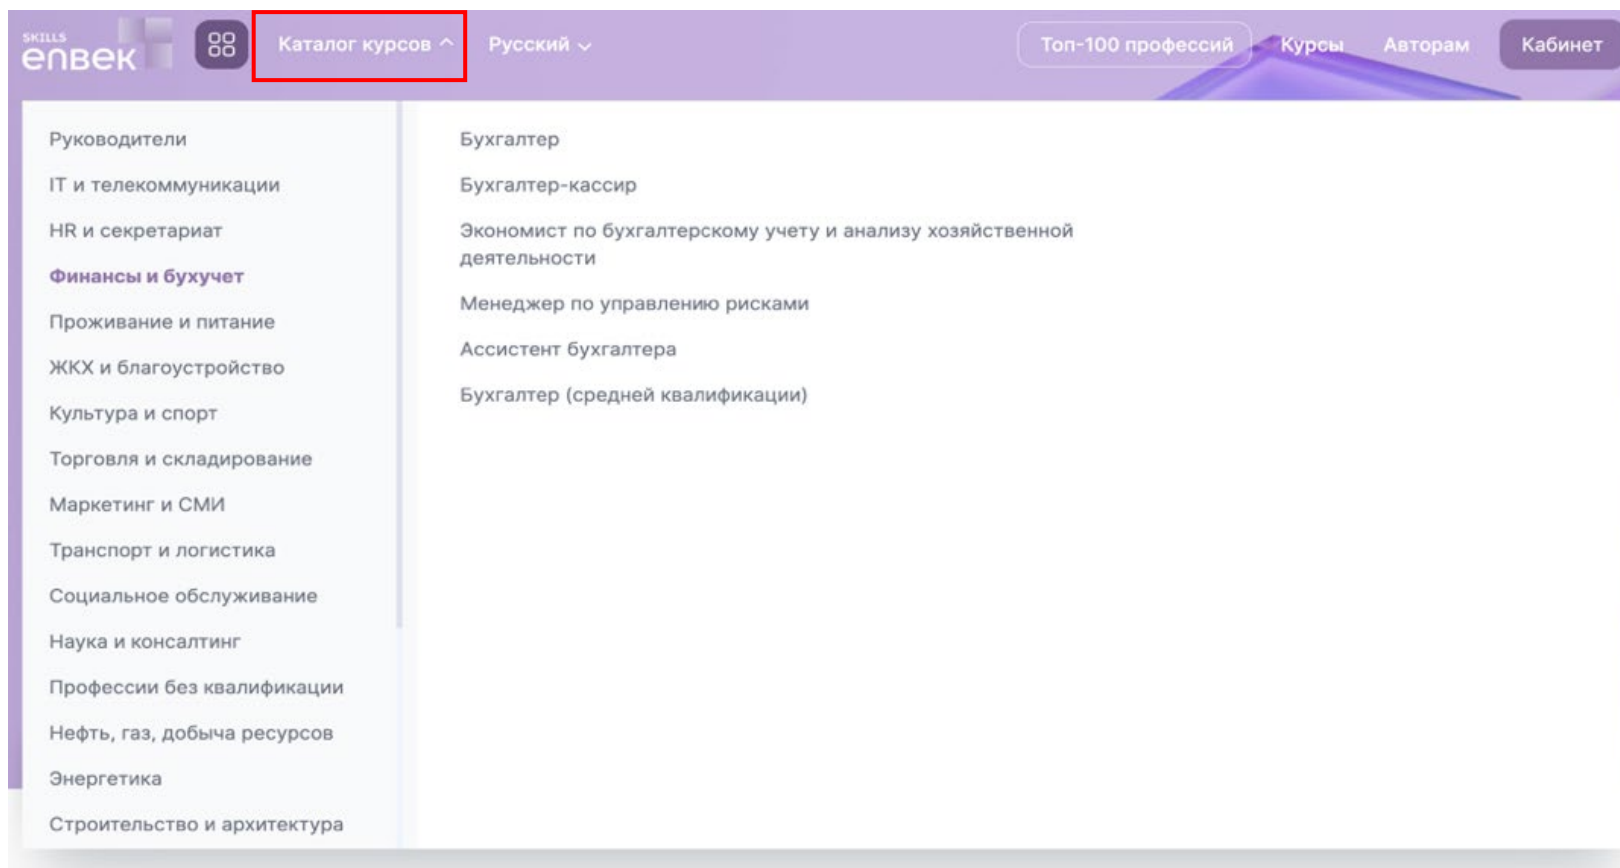 SKILLS
еnбек
Каталог курсов
Русский
Топ-100 профессий
Курсы
Авторам
Кабинет
Руководители
IT и телекоммуникации
HR и секретариат
Финансы и бухучет
Проживание и питание
ЖКХ и благоустройство
Культура и спорт
Торговля и складирование
Маркетинг и СМИ
Транспорт и логистика
Социальное обслуживание
Наука и консалтинг
Профессии без квалификации
Нефть, газ, добыча ресурсов
Энергетика
Строительство и архитектура
Бухгалтер
Бухгалтер-кассир
Экономист по бухгалтерскому учету и анализу хозяйственной
деятельности
Менеджер по управлению рисками
Ассистент бухгалтера
Бухгалтер (средней квалификации)